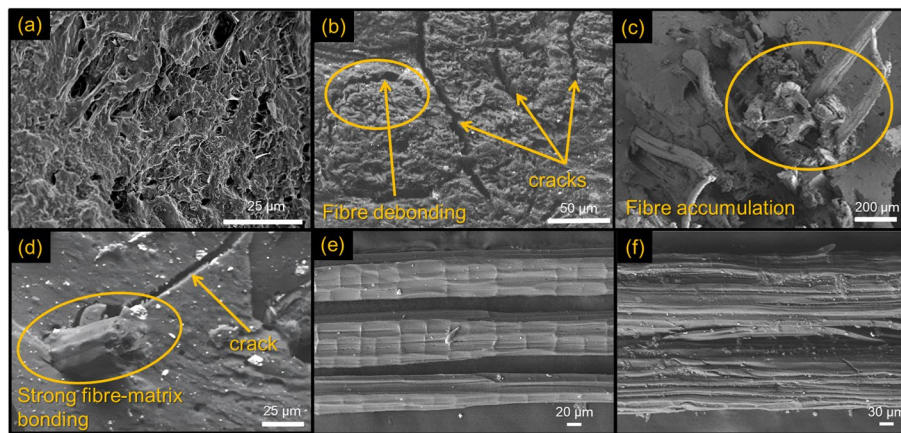 (a)
25 µm
(b)
Fibre debonding
cracks
50 µm
(c)
Fibre accumulation
200 µm
(d)
crack
Strong fibre-matrix
bonding
25 µm
(e)
20 µm
(f)
30 µm